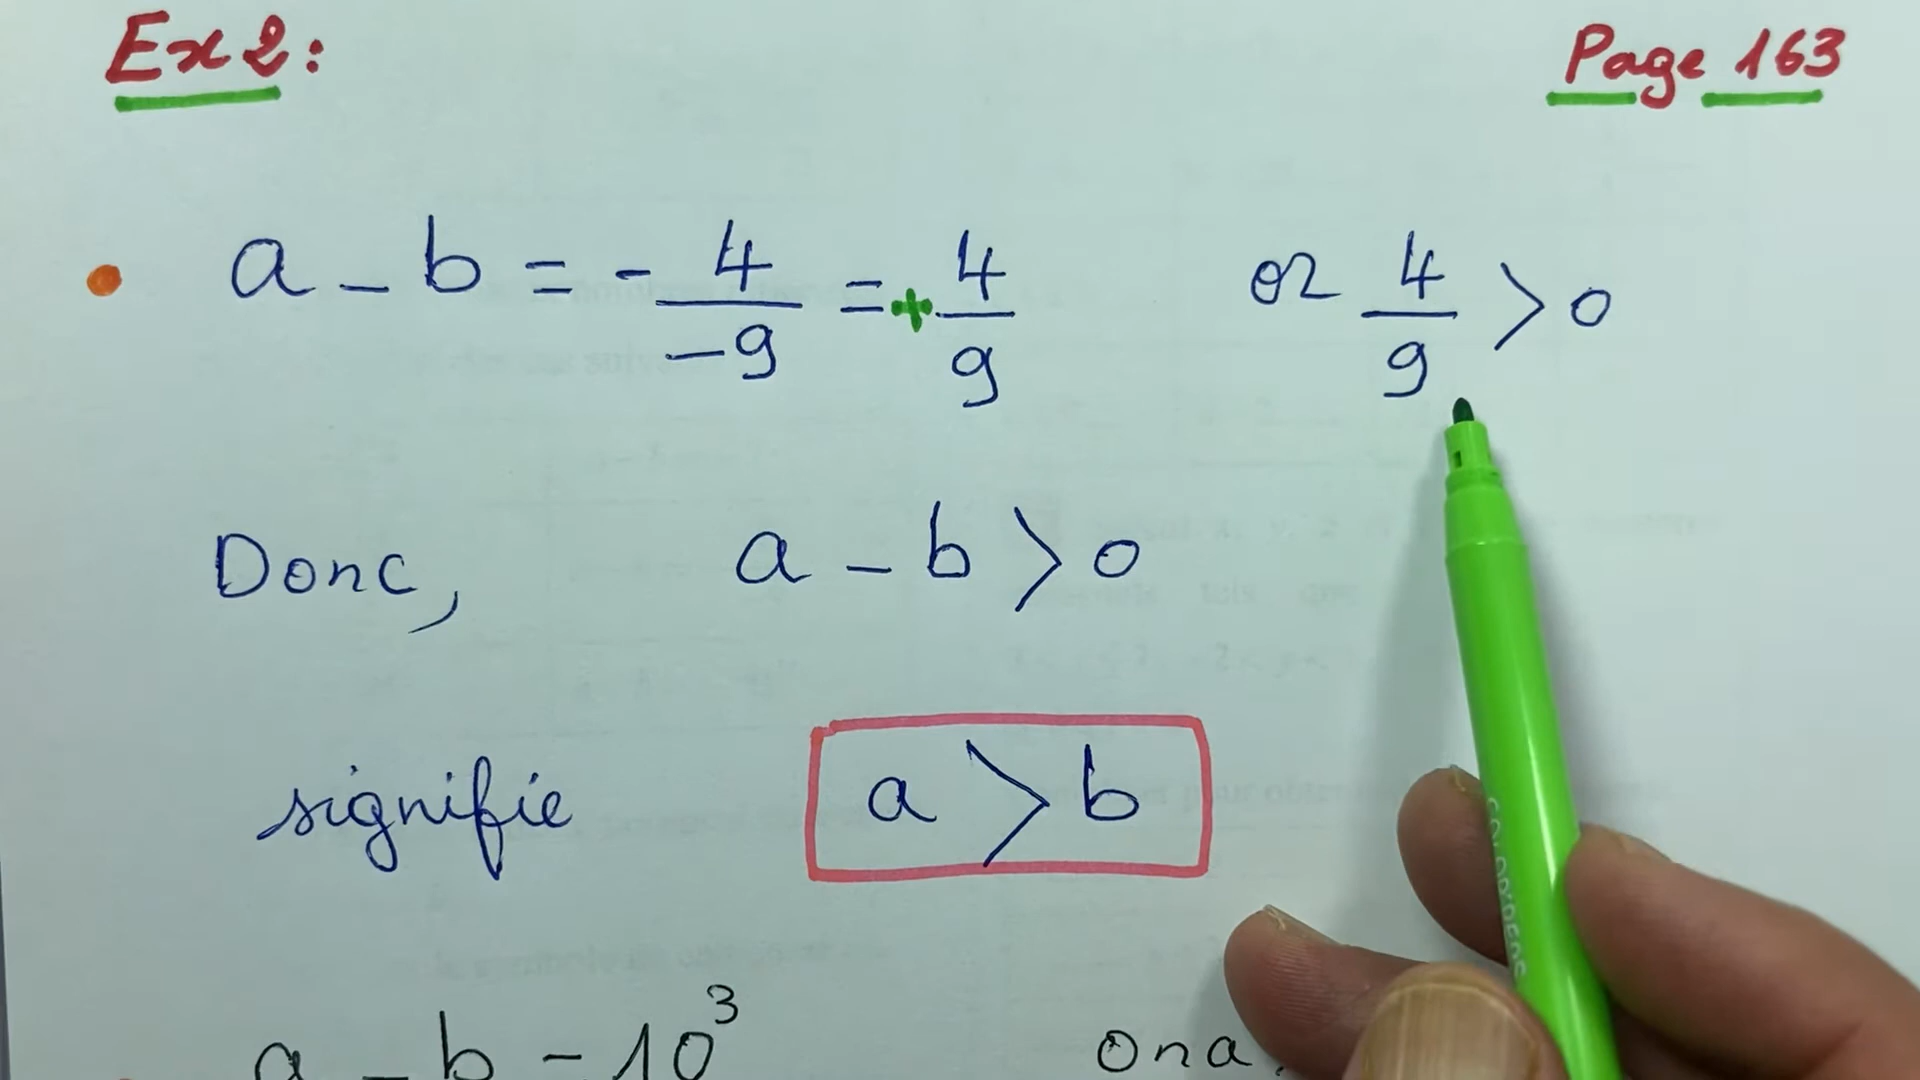 Ex 2 : Page 163
a - b = - 4/-9 = + 4/9 or 4/9 > 0
Donc, a - b > 0
signifie a > b
a - b = 10³ On a